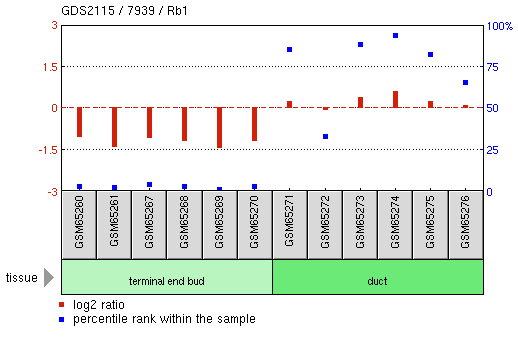 GDS2115 / 7939 / Rb1
3
1.5
0
-1.5
-3
100%
75
50
25
0
GSM65260
GSM65261
GSM65267
GSM65268
GSM65269
GSM65270
GSM65271
GSM65272
GSM65273
GSM65274
GSM65275
GSM65276
tissue
terminal end bud
duct
log2 ratio
percentile rank within the sample